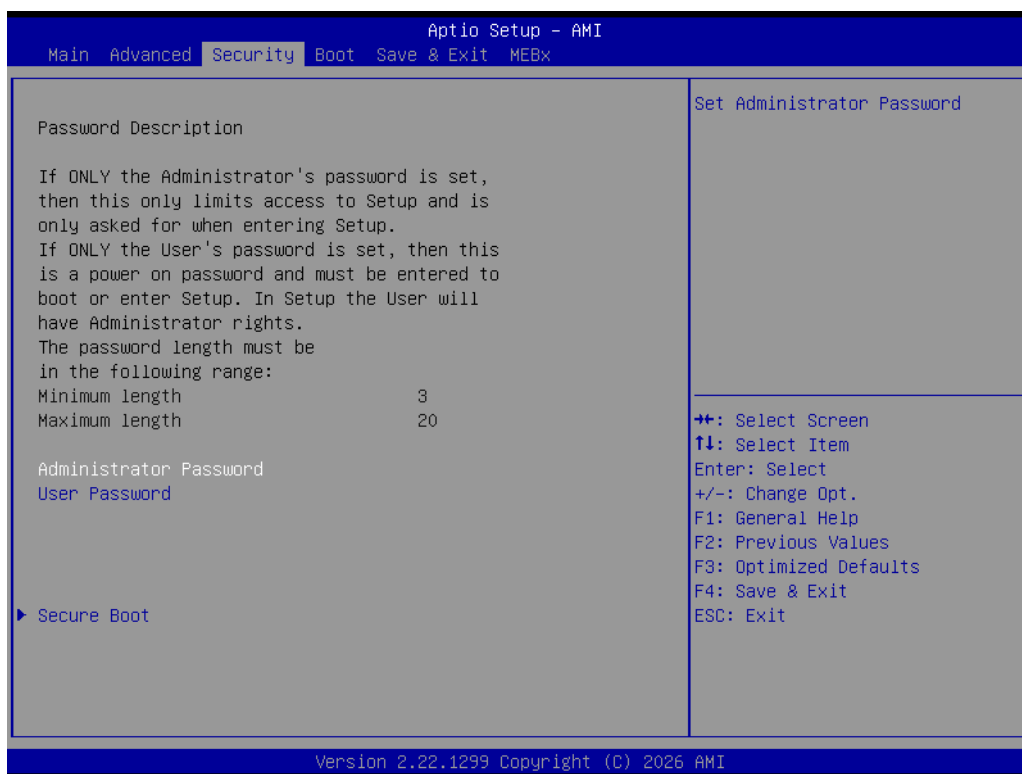 Aptio Setup - AMI
Main Advanced Security Boot Save & Exit MEBx
Password Description
If ONLY the Administrator's password is set,
then this only limits access to Setup and is
only asked for when entering Setup.
If ONLY the User's password is set, then this
is a power on password and must be entered to
boot or enter Setup. In Setup the User will
have Administrator rights.
The password length must be
in the following range:
Minimum length 3
Maximum length 20
Administrator Password
User Password
Secure Boot
Set Administrator Password
→←: Select Screen
↑↓: Select Item
Enter: Select
+/-: Change Opt.
F1: General Help
F2: Previous Values
F3: Optimized Defaults
F4: Save & Exit
ESC: Exit
Version 2.22.1299 Copyright (C) 2026 AMI